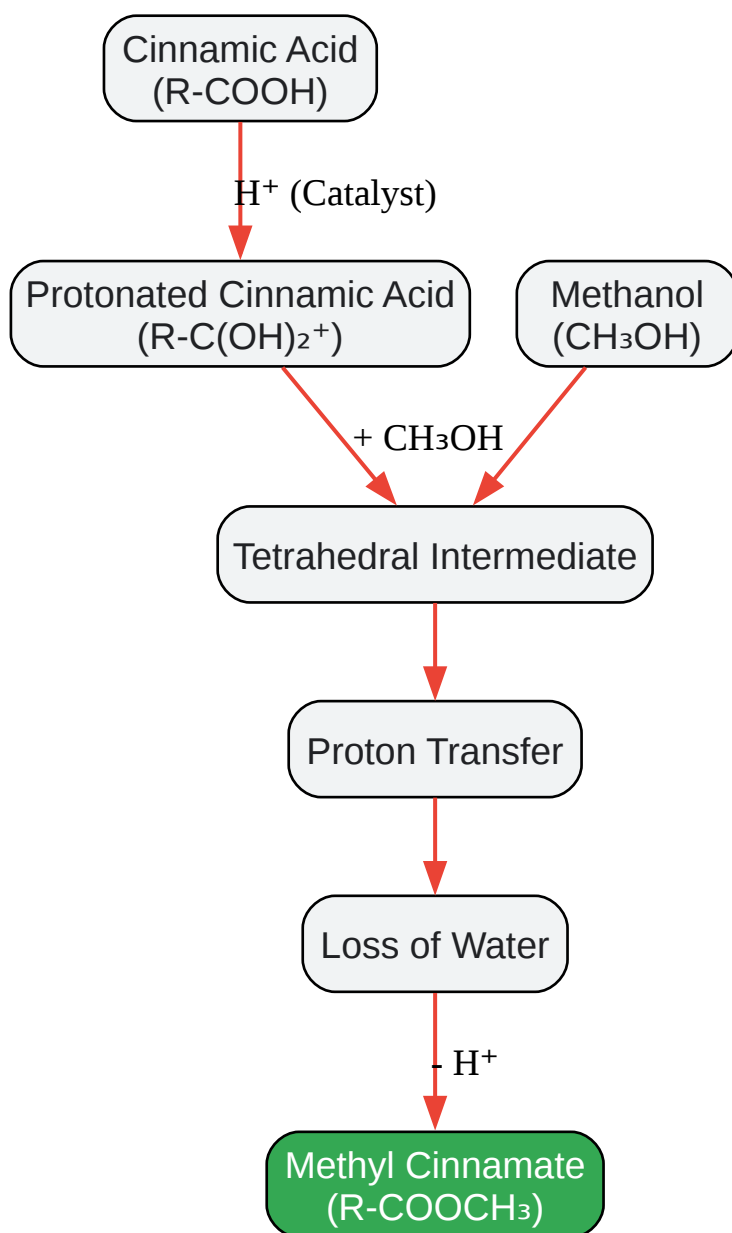 Cinnamic Acid
(R-COOH)
H⁺ (Catalyst)
Protonated Cinnamic Acid
(R-C(OH)₂⁺)
Methanol
(CH₃OH)
+ CH₃OH
Tetrahedral Intermediate
Proton Transfer
Loss of Water
- H⁺
Methyl Cinnamate
(R-COOCH₃)